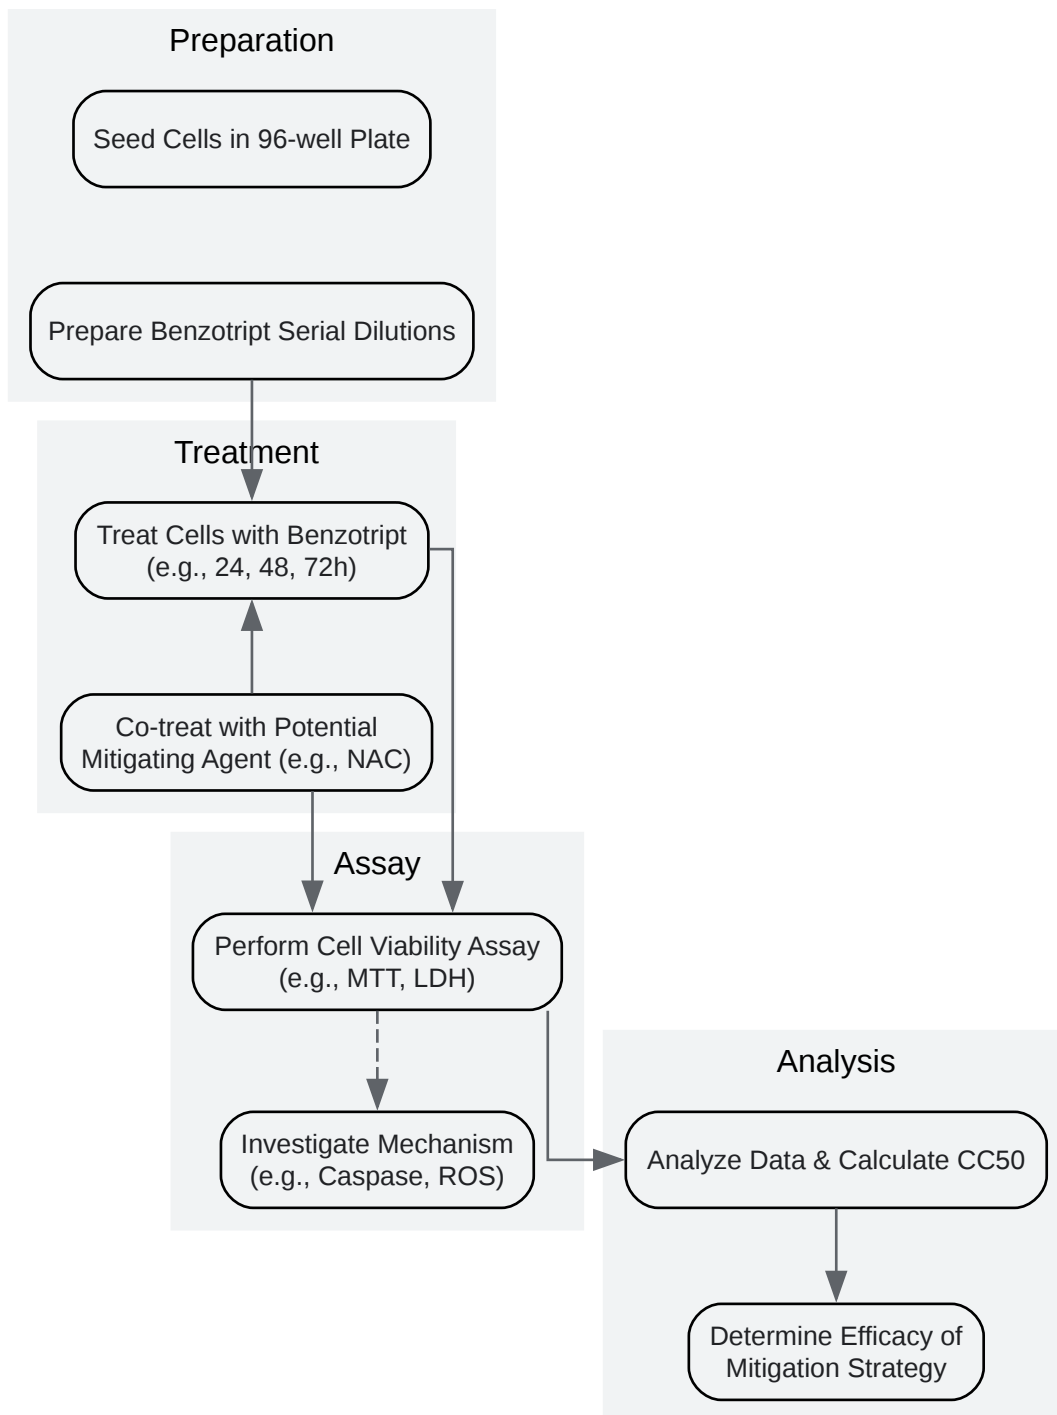 Preparation
Seed Cells in 96-well Plate
Prepare Benzotript Serial Dilutions
Treatment
Treat Cells with Benzotript
(e.g., 24, 48, 72h)
Co-treat with Potential
Mitigating Agent (e.g., NAC)
Assay
Perform Cell Viability Assay
(e.g., MTT, LDH)
Investigate Mechanism
(e.g., Caspase, ROS)
Analysis
Analyze Data & Calculate CC50
Determine Efficacy of
Mitigation Strategy